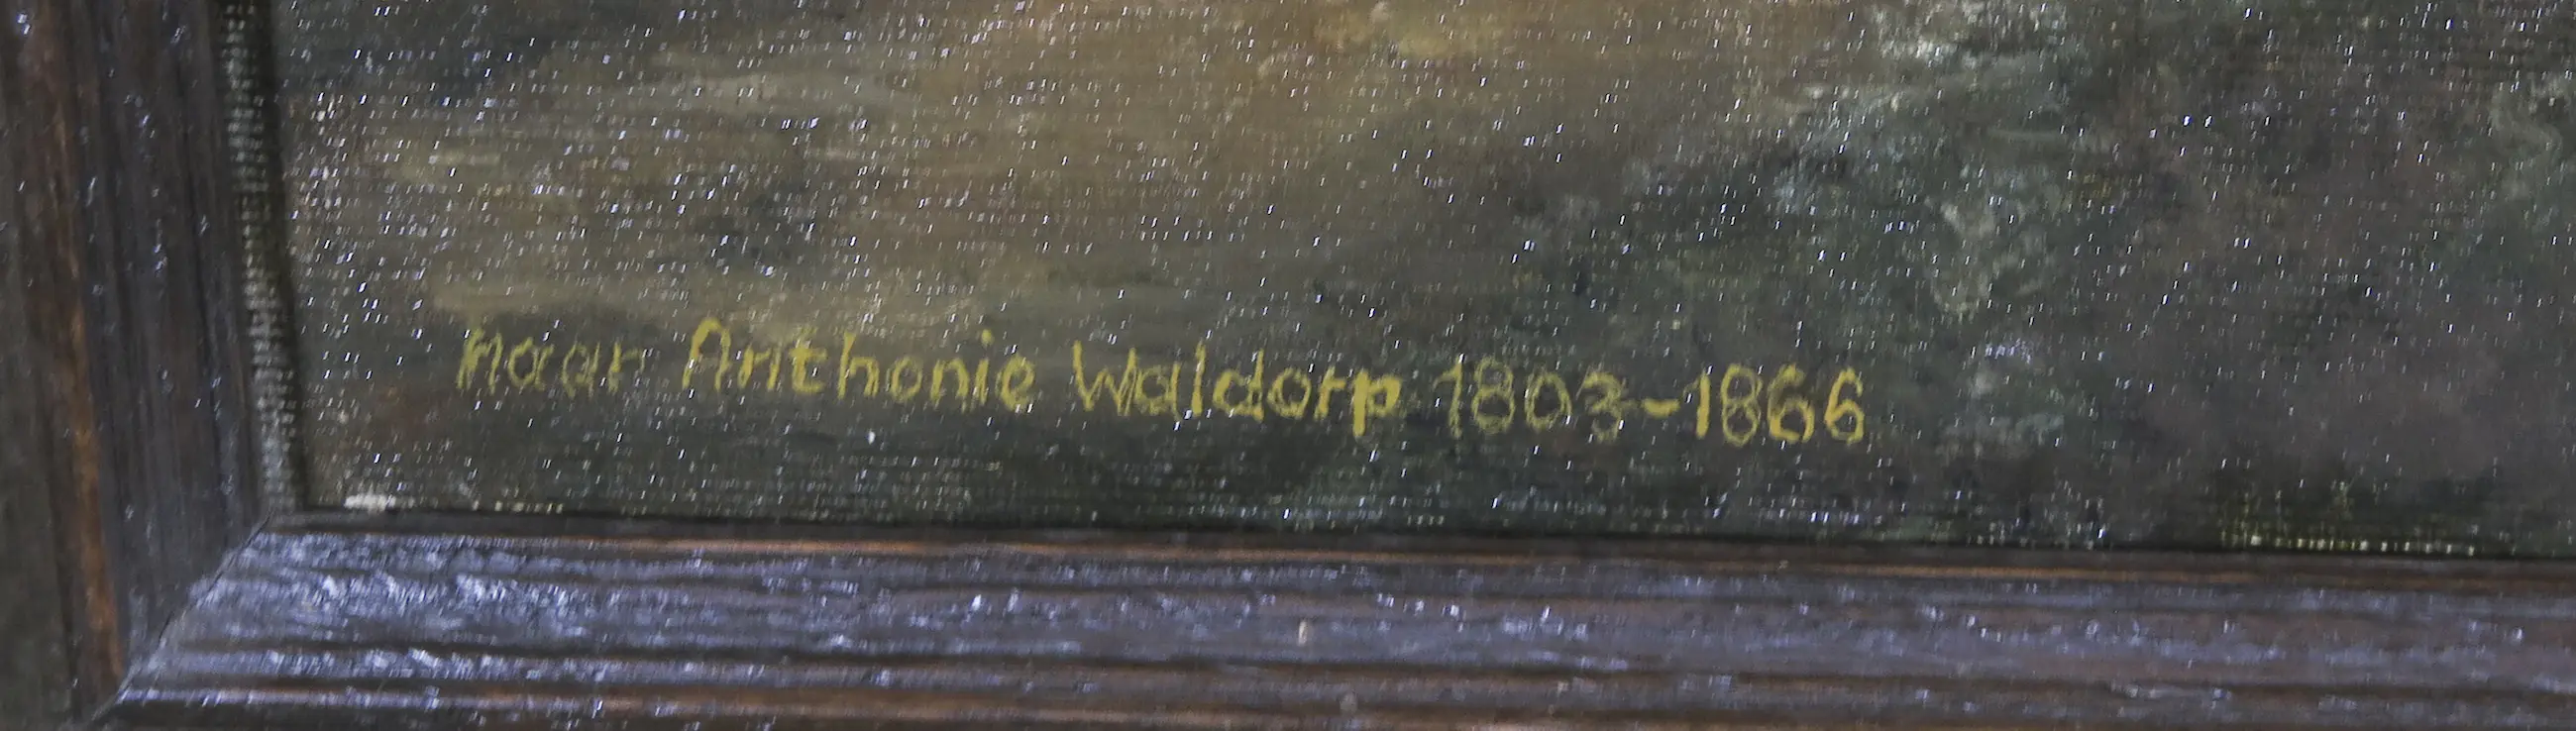 naar Anthonie Waldorp 1803-1866